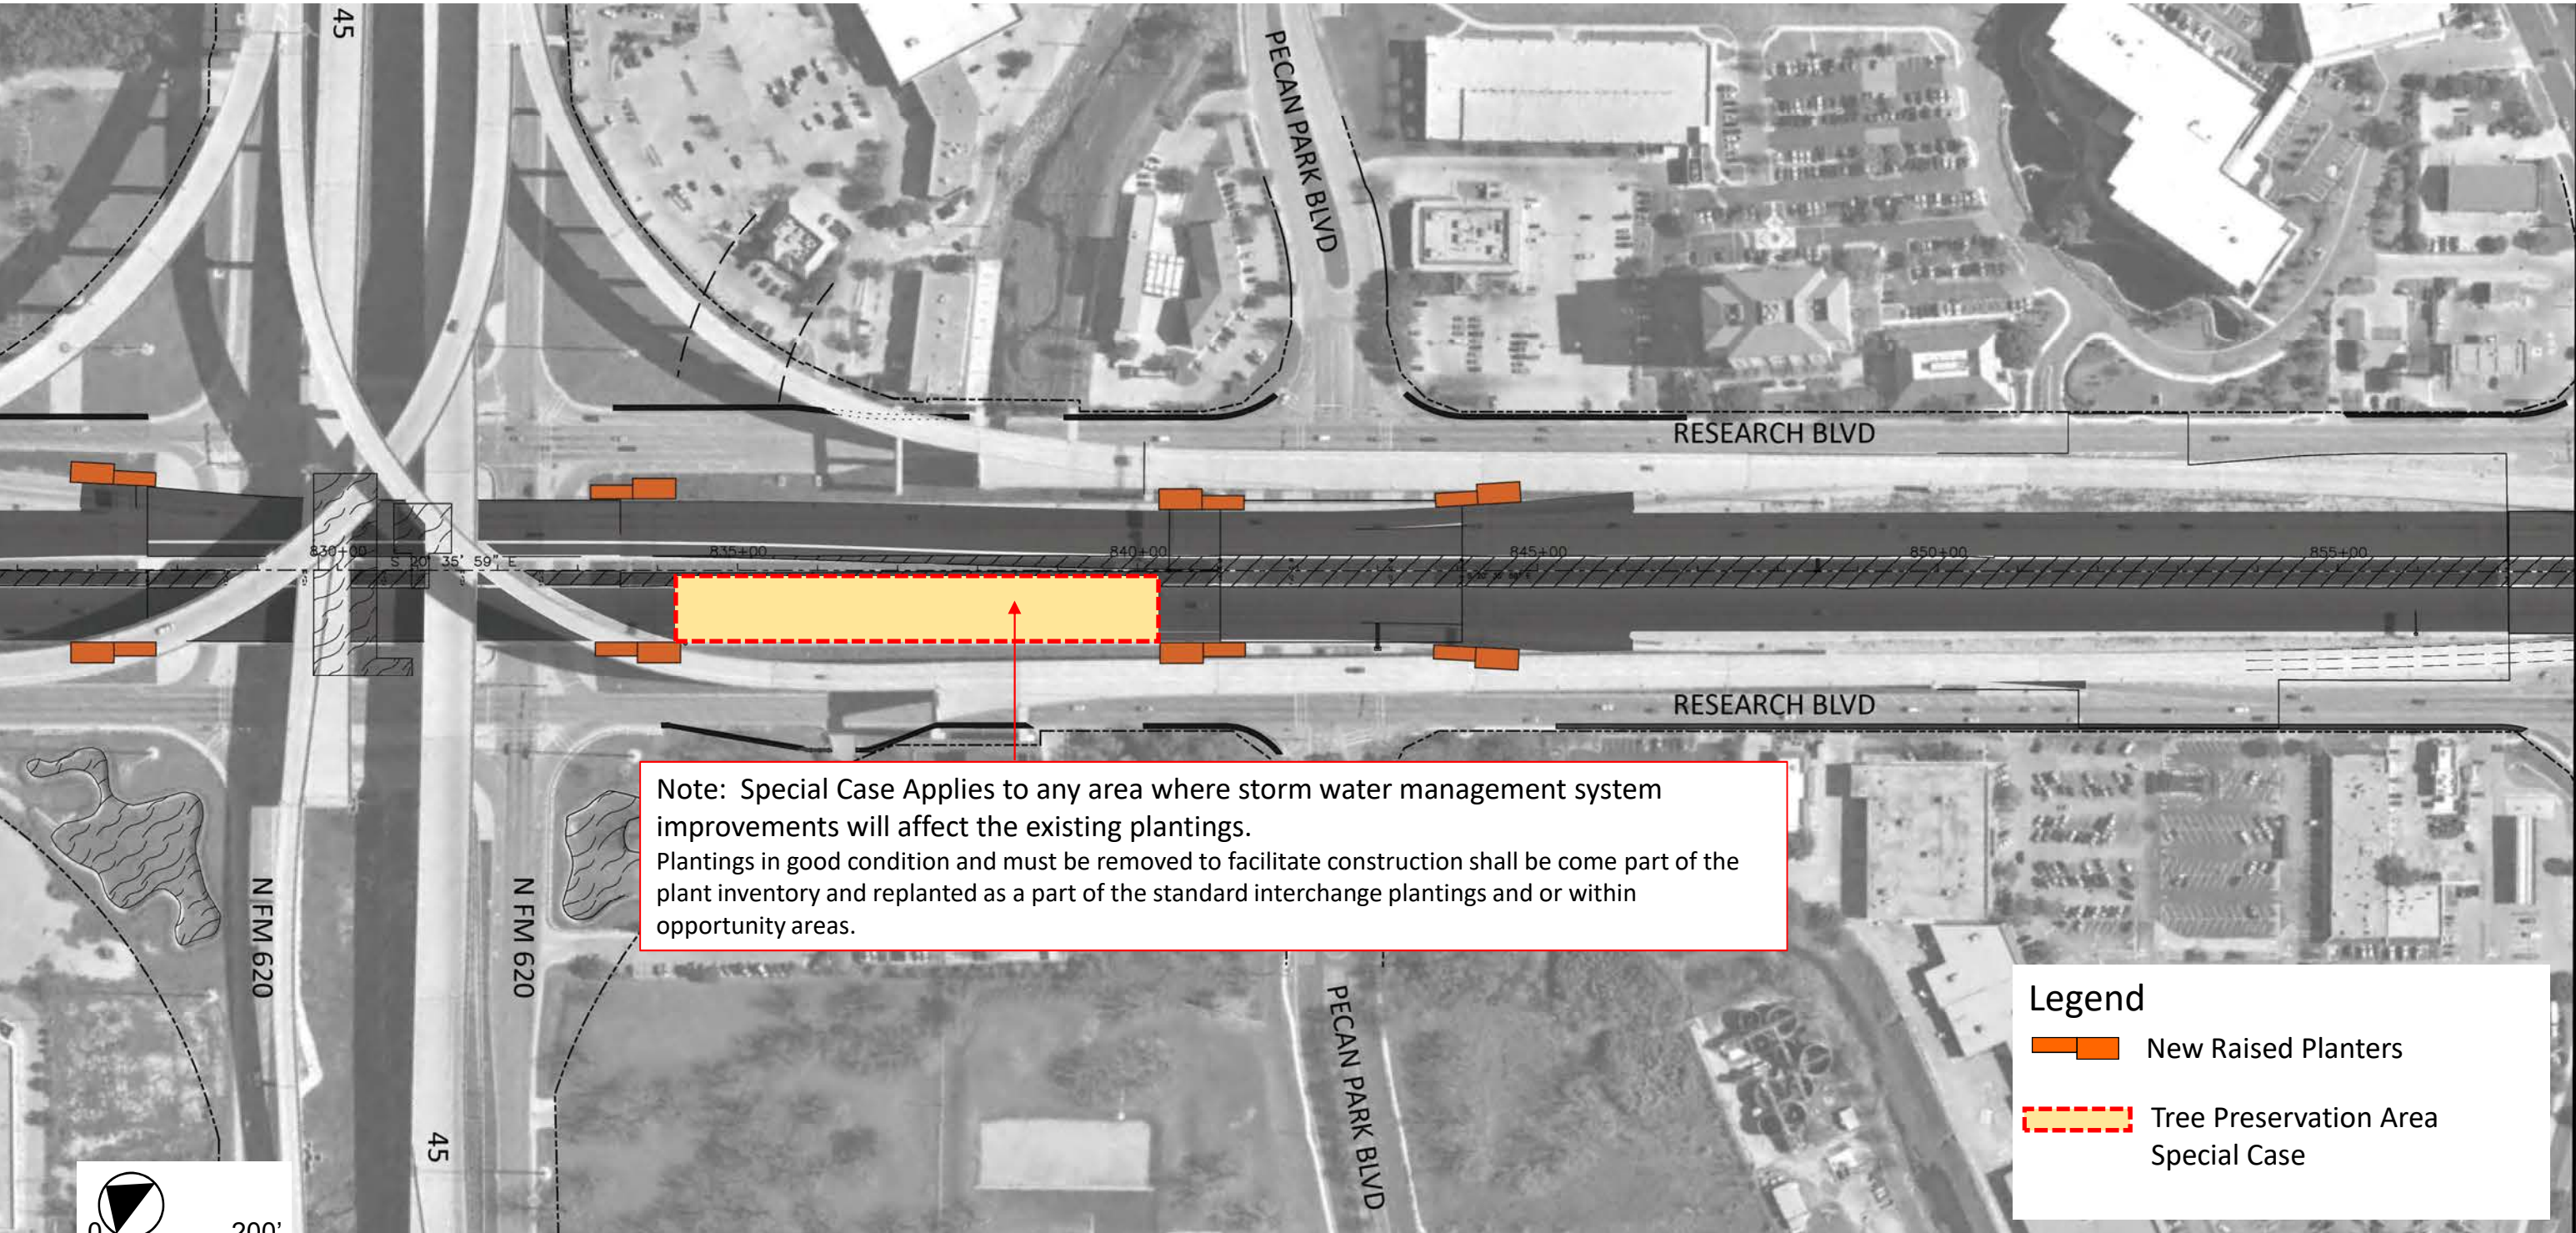 45
PECAN PARK BLVD
RESEARCH BLVD
830+00
835+00
840+00
845+00
850+00
855+00
S 20° 35' 59" E
RESEARCH BLVD
Note: Special Case Applies to any area where storm water management system
improvements will affect the existing plantings.
Plantings in good condition and must be removed to facilitate construction shall be come part of the
plant inventory and replanted as a part of the standard interchange plantings and or within
opportunity areas.
N FM 620
N FM 620
PECAN PARK BLVD
45
Legend
New Raised Planters
Tree Preservation Area
Special Case
0
200'